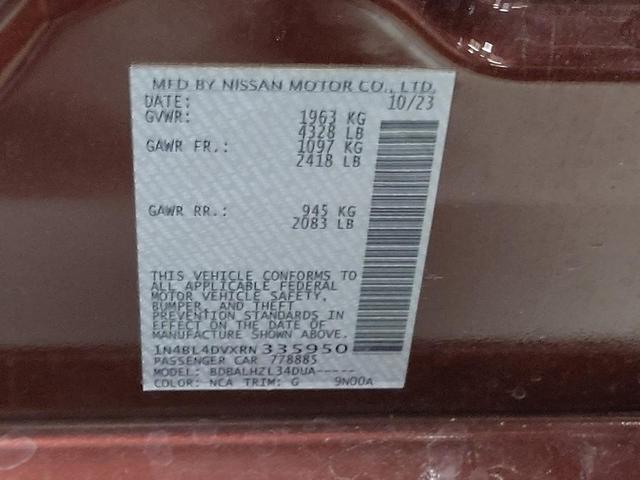 MFD BY NISSAN MOTOR CO., LTD.
DATE: 10/23
GVWR: 1963 KG
4328 LB
GAWR FR.: 1097 KG
2418 LB
GAWR RR.: 945 KG
2083 LB
THIS VEHICLE CONFORMS TO
ALL APPLICABLE FEDERAL
MOTOR VEHICLE SAFETY,
BUMPER, AND THEFT
PREVENTION STANDARDS IN
EFFECT ON THE DATE OF
MANUFACTURE SHOWN ABOVE.
1N4BL4DVXRN335950
PASSENGER CAR 778885
MODEL: BDBALHZL34DUA-----
COLOR: NCA TRIM: G 9N00A